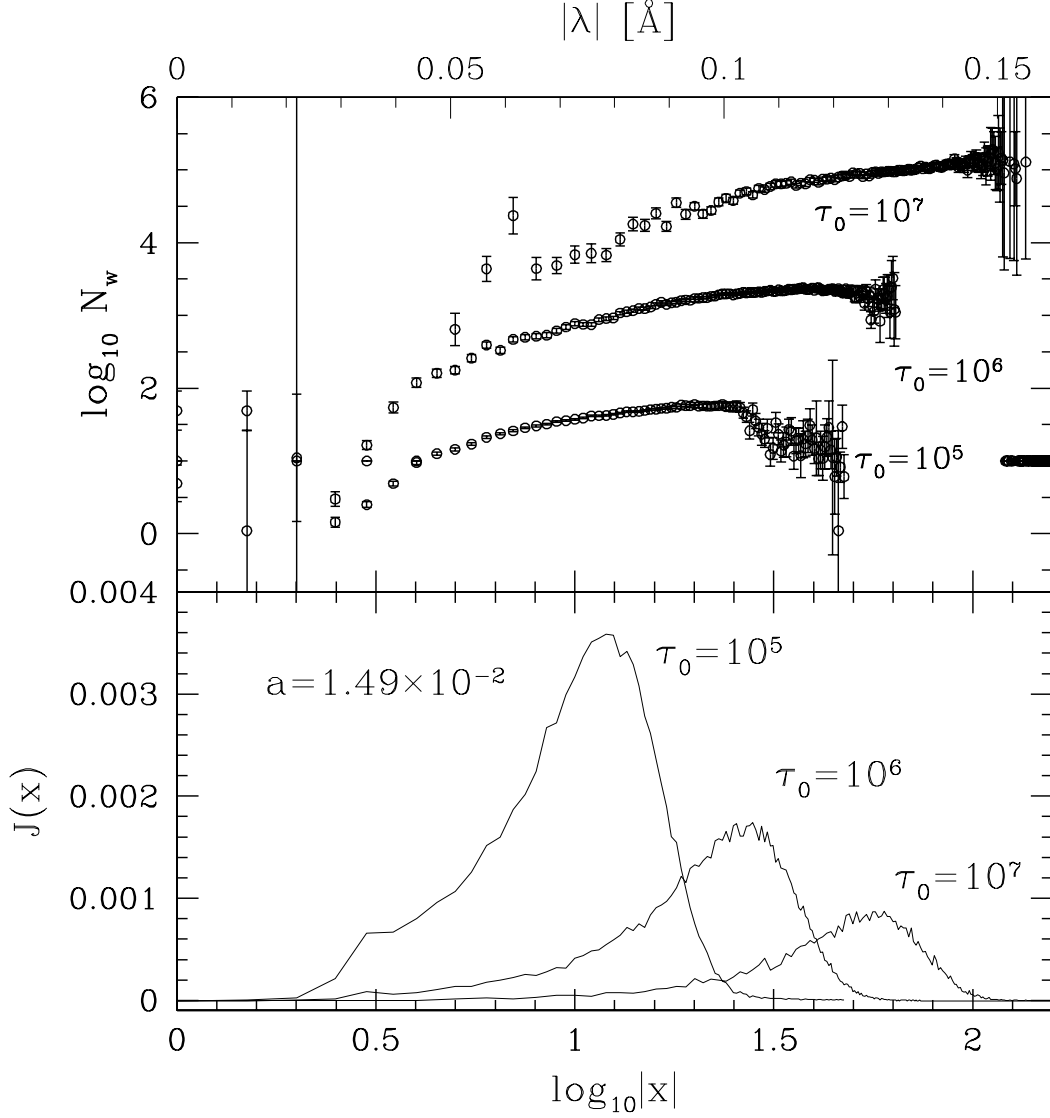 |λ| [Å]
0 0.05 0.1 0.15
6
4
2
0
log₁₀ N_w
τ₀=10⁷
τ₀=10⁶
τ₀=10⁵
0.004
0.003
0.002
0.001
0
J(x)
a=1.49×10⁻²
τ₀=10⁵
τ₀=10⁶
τ₀=10⁷
0 0.5 1 1.5 2
log₁₀|x|